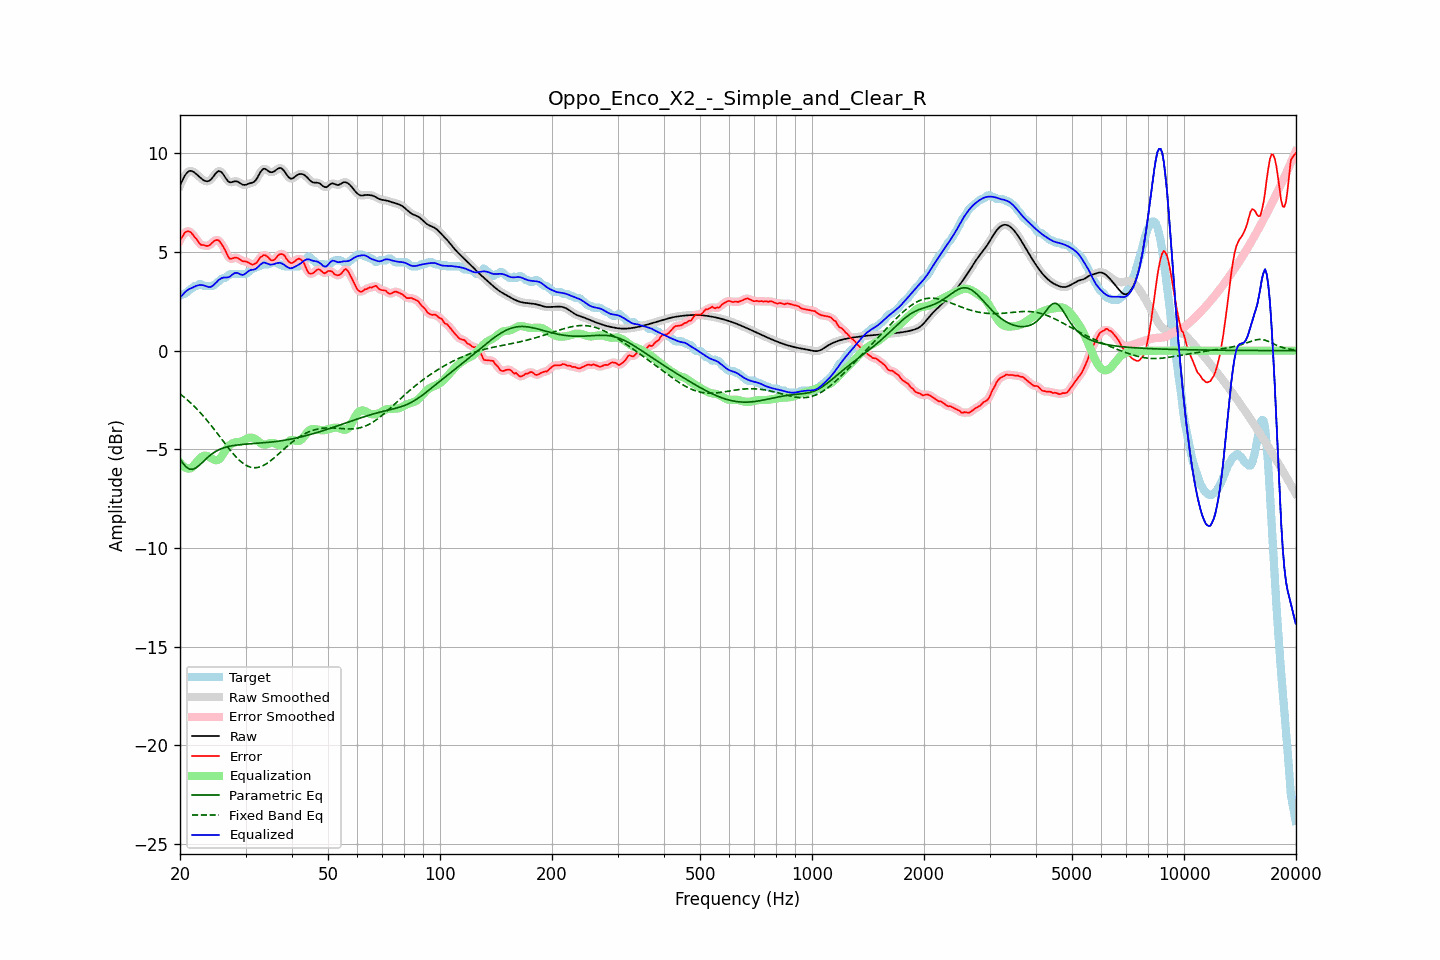 Oppo_Enco_X2_-_Simple_and_Clear_R
10
5
0
−5
−10
−15
−20
−25
Amplitude (dBr)
Target
Raw Smoothed
Error Smoothed
Raw
Error
Equalization
Parametric Eq
Fixed Band Eq
Equalized
20 50 100 200 500 1000 2000 5000 10000 20000
Frequency (Hz)